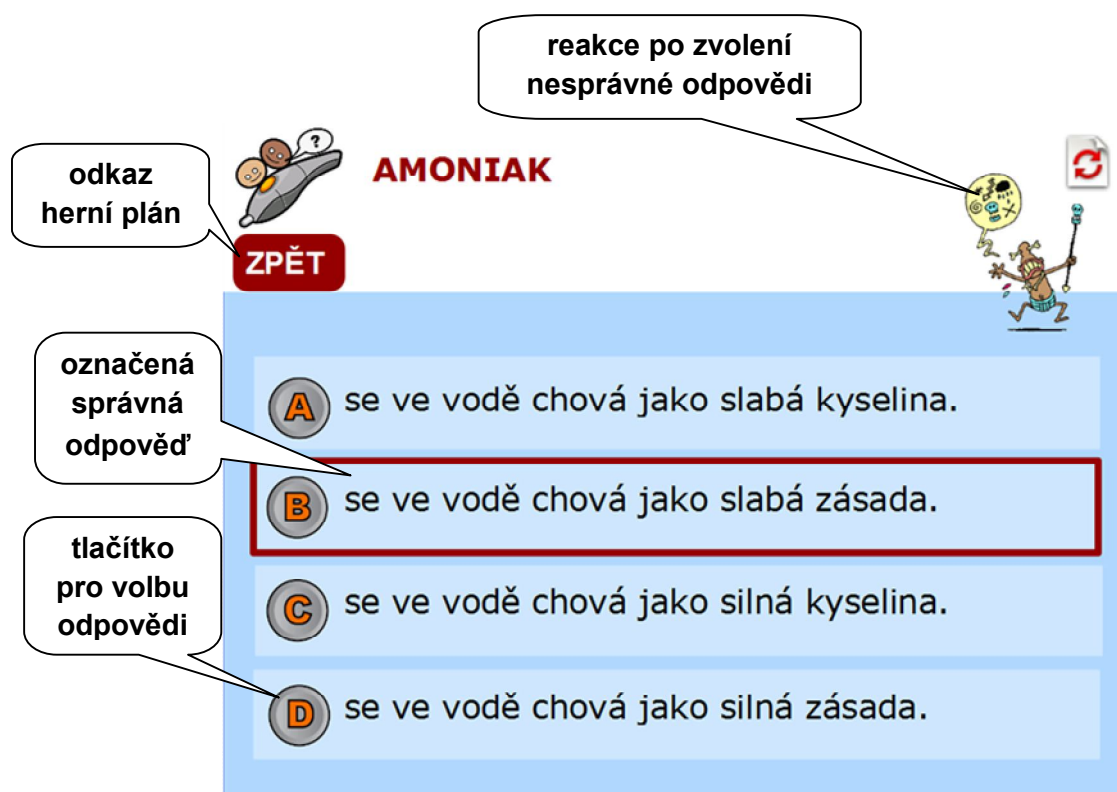 reakce po zvolení
nesprávné odpovědi
?
AMONIAK
odkaz
herní plán
ZPĚT
označená
správná
odpověď
A se ve vodě chová jako slabá kyselina.
B se ve vodě chová jako slabá zásada.
tlačítko
pro volbu
odpovědi
C se ve vodě chová jako silná kyselina.
D se ve vodě chová jako silná zásada.